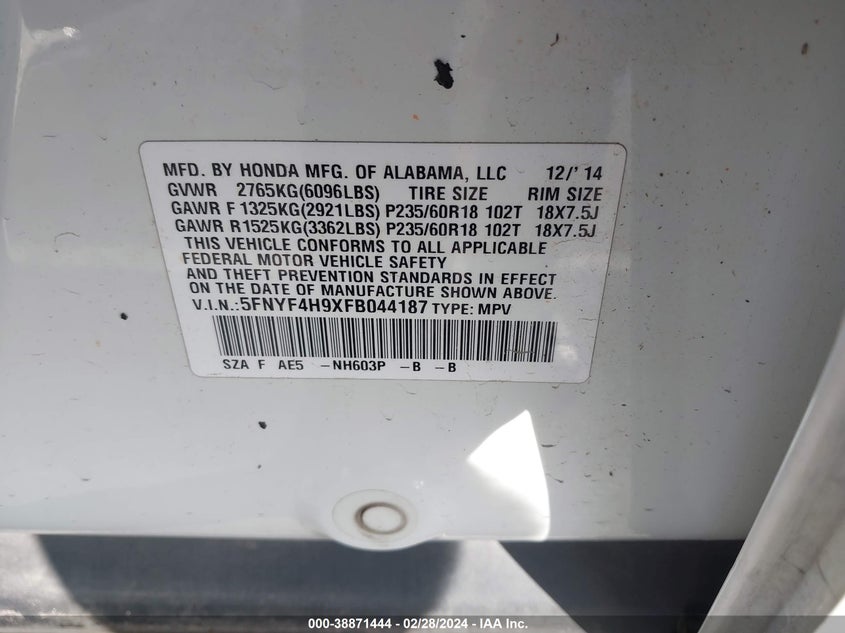 MFD. BY HONDA MFG. OF ALABAMA, LLC 12/' 14
GVWR 2765KG(6096LBS) TIRE SIZE RIM SIZE
GAWR F 1325KG(2921LBS) P235/60R18 102T 18X7.5J
GAWR R1525KG(3362LBS) P235/60R18 102T 18X7.5J
THIS VEHICLE CONFORMS TO ALL APPLICABLE
FEDERAL MOTOR VEHICLE SAFETY
AND THEFT PREVENTION STANDARDS IN EFFECT
ON THE DATE OF MANUFACTURE SHOWN ABOVE.
V.I.N.:5FNYF4H9XFB044187 TYPE: MPV
SZA F AE5 -NH603P -B -B
000-38871444 - 02/28/2024 - IAA Inc.